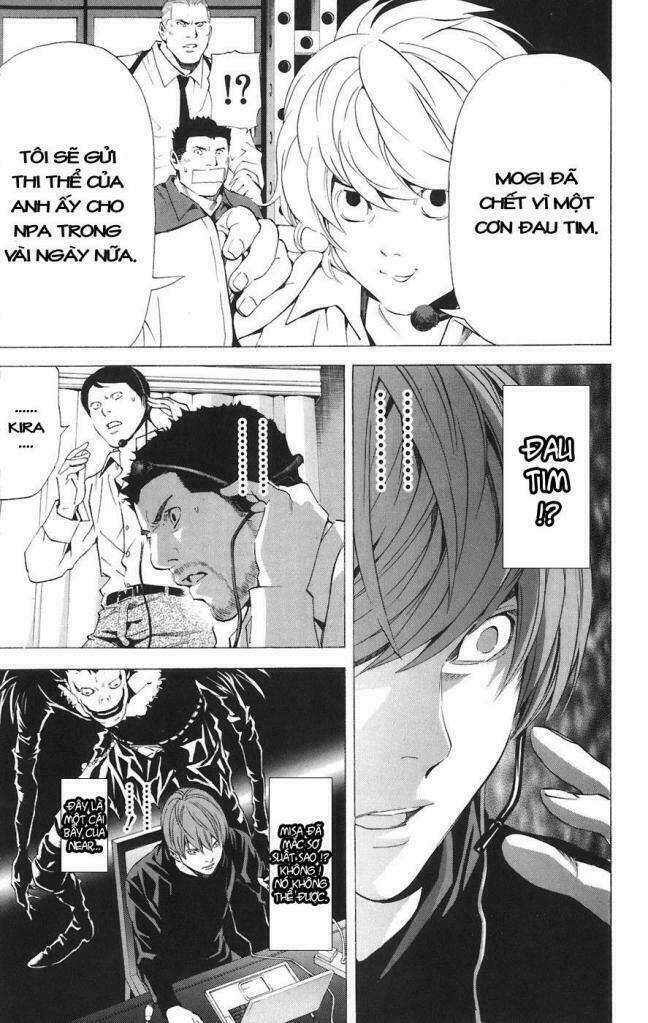 MOGI ĐÃ
CHẾT VÌ MỘT
CƠN ĐAU TIM.
!?
TÔI SẼ GỬI
THI THỂ CỦA
ANH ẤY CHO
NPA TRONG
VÀI NGÀY NỮA.
ĐAU
TIM
!?
......
KIRA
....
MISA ĐÃ
MẮC SƠ
SUẤT SAO !?
KHÔNG !
NÓ KHÔNG
THỂ ĐƯỢC.
ĐÂY LÀ
MỘT CÁI
BẪY CỦA
NEAR...